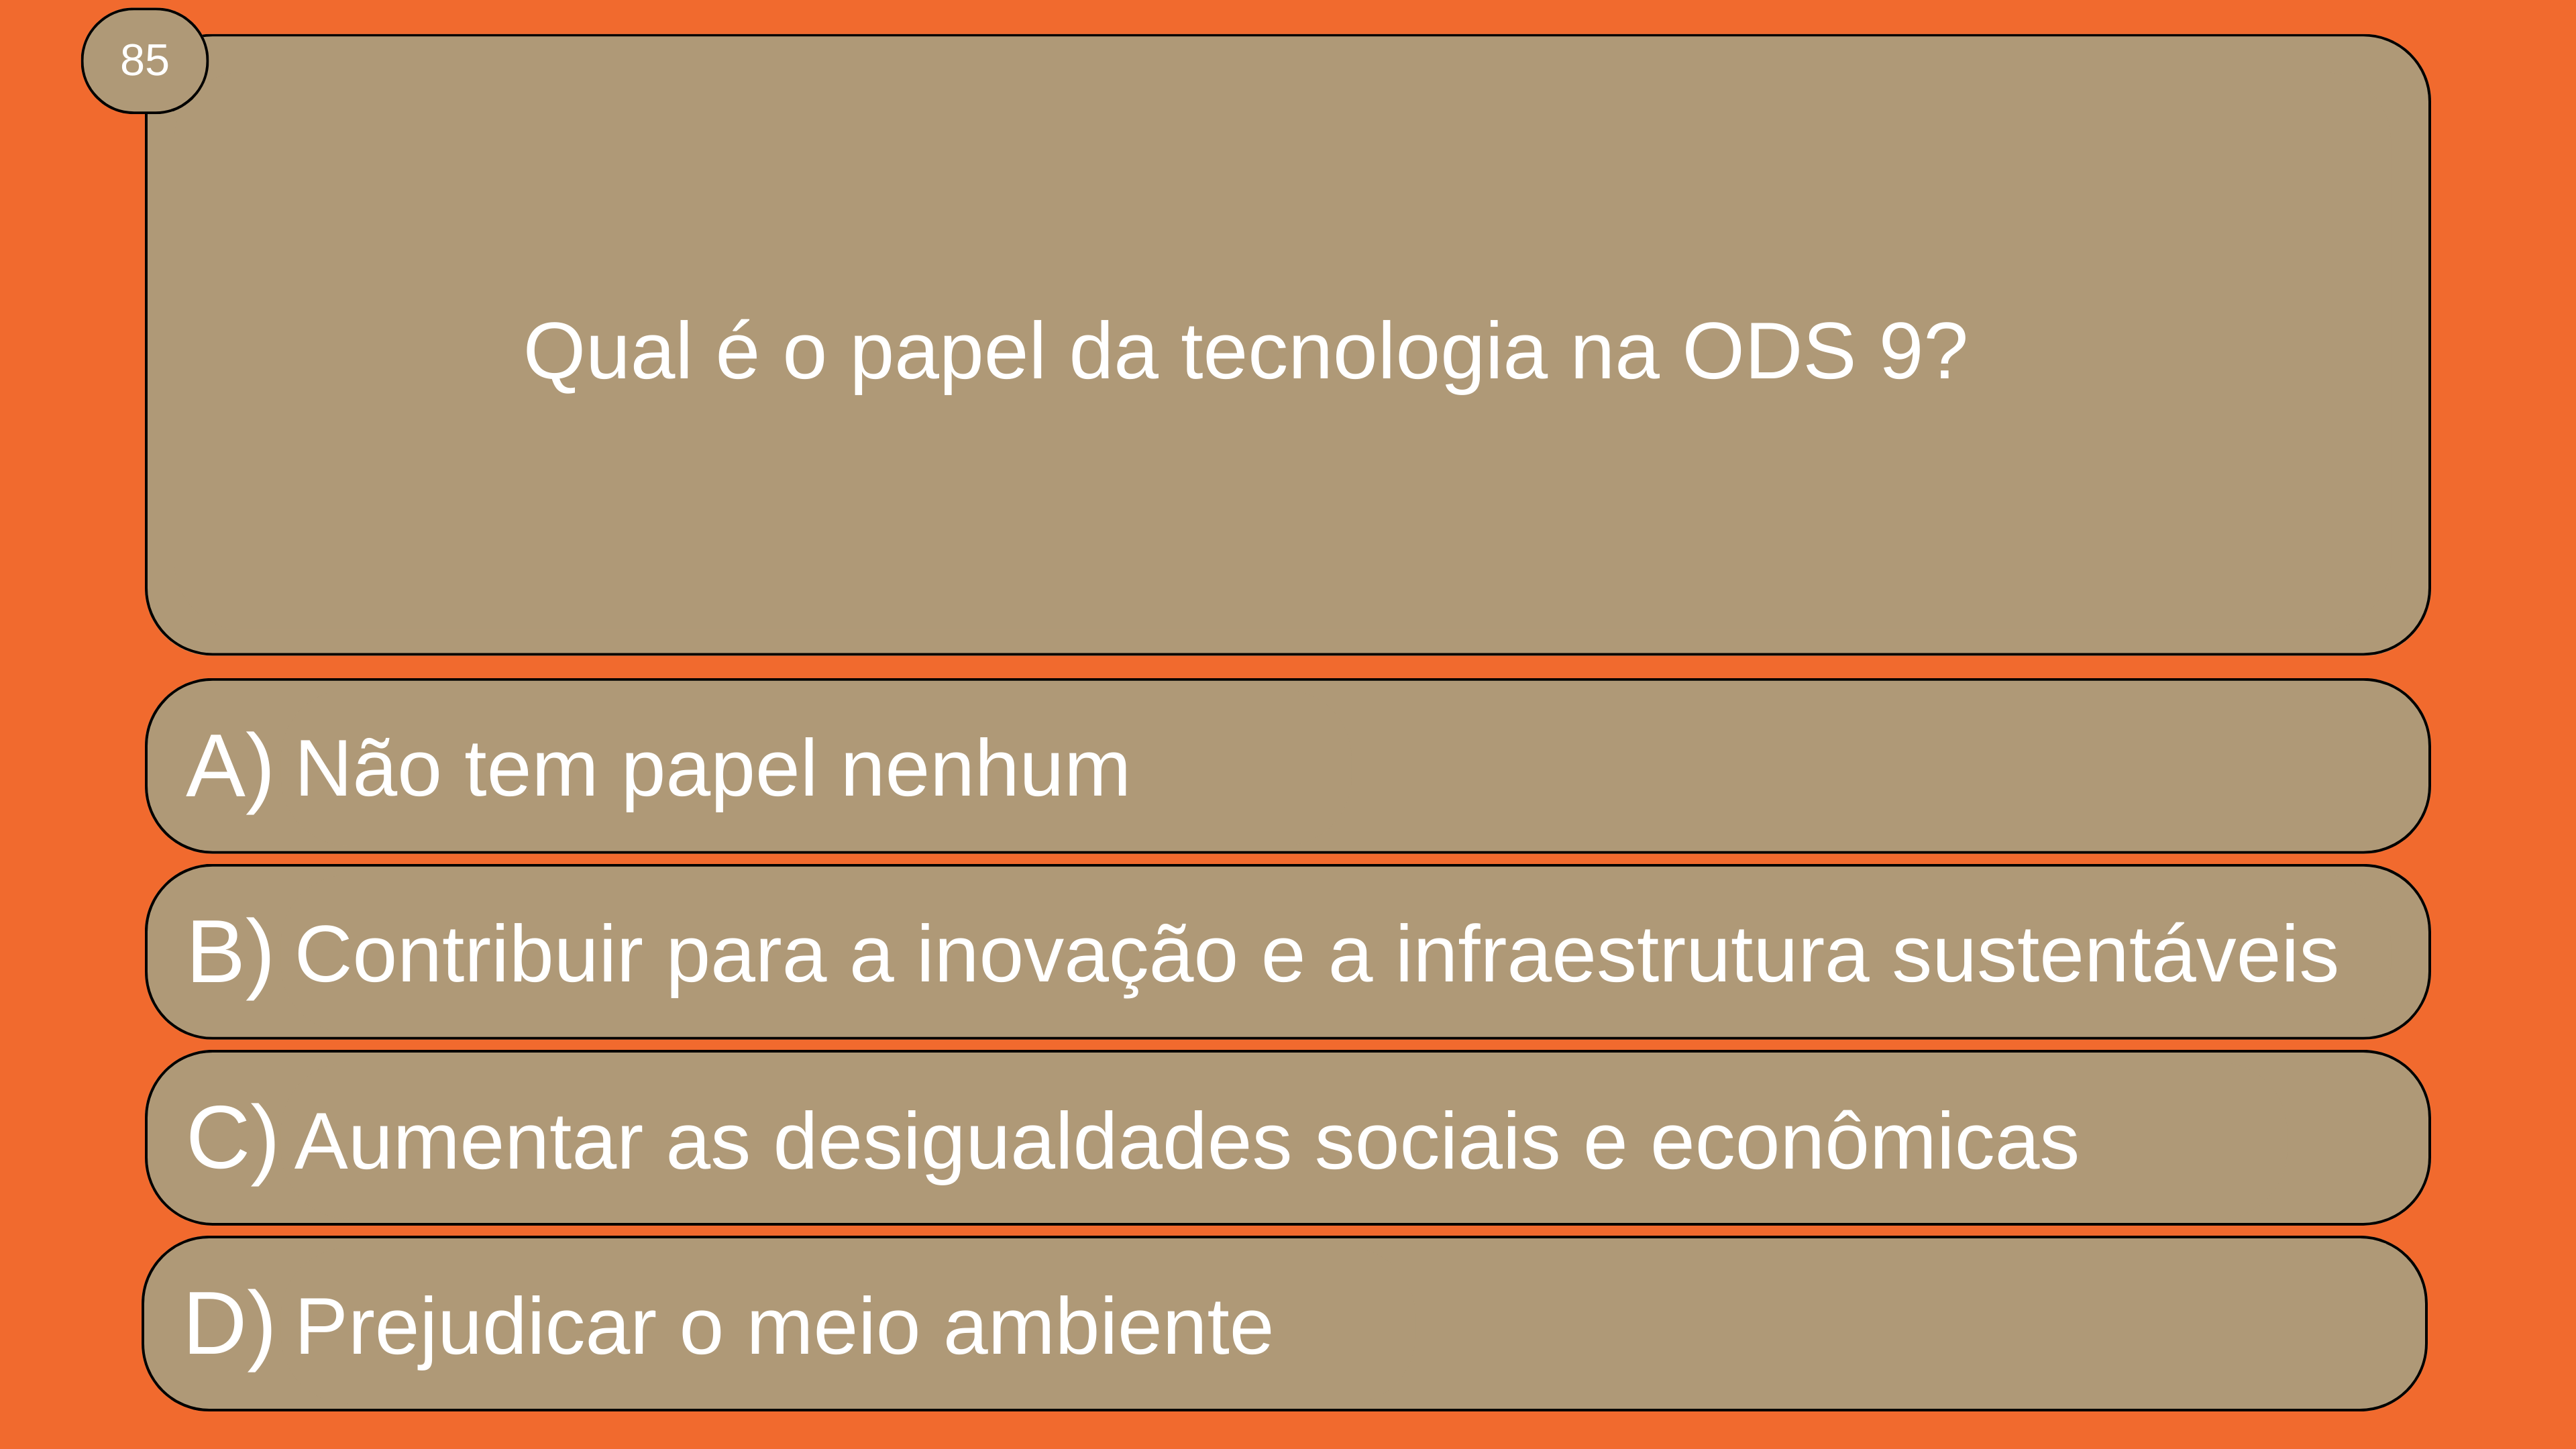 85
Qual é o papel da tecnologia na ODS 9?
A) Não tem papel nenhum
B) Contribuir para a inovação e a infraestrutura sustentáveis
C) Aumentar as desigualdades sociais e econômicas
D) Prejudicar o meio ambiente